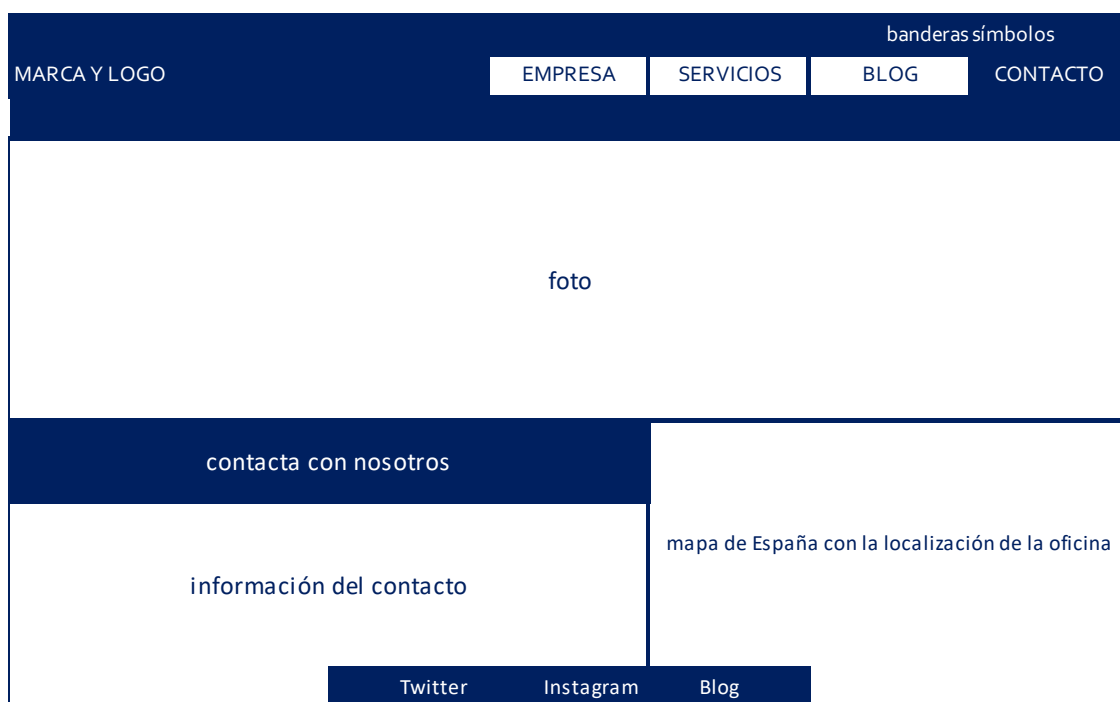 banderas símbolos
MARCA Y LOGO EMPRESA SERVICIOS BLOG CONTACTO
foto
contacta con nosotros
mapa de España con la localización de la oficina
información del contacto
Twitter Instagram Blog